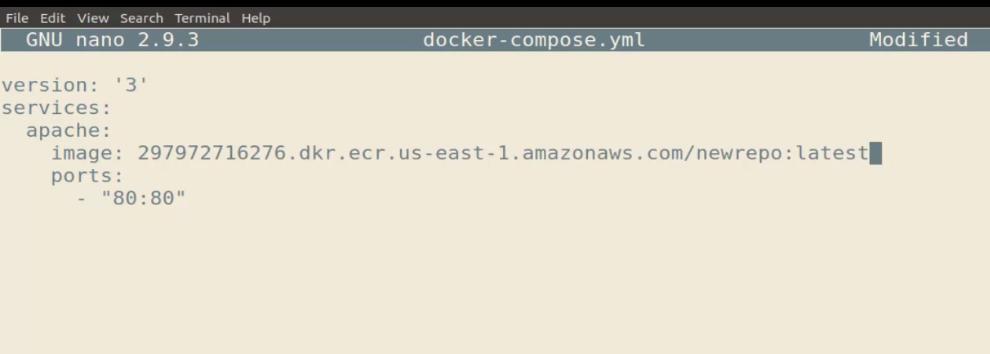 File Edit View Search Terminal Help
GNU nano 2.9.3 docker-compose.yml Modified
version: '3'
services:
  apache:
    image: 297972716276.dkr.ecr.us-east-1.amazonaws.com/newrepo:latest
    ports:
      - "80:80"